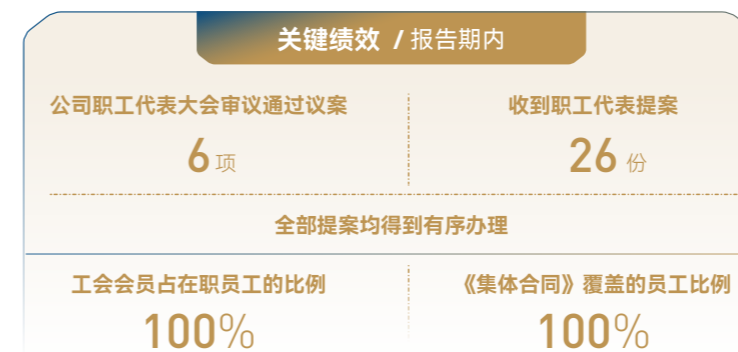 关键绩效 / 报告期内
公司职工代表大会审议通过议案
6 项
收到职工代表提案
26 份
全部提案均得到有序办理
工会会员占在职员工的比例
100%
《集体合同》覆盖的员工比例
100%